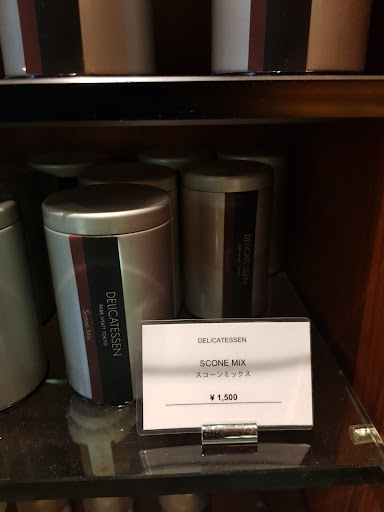 DELICATESSEN
PARK HYATT TOKYO
Scone Mix
DELICATESSEN
DELICATESSEN
SCONE MIX
スコーンミックス
¥ 1,500